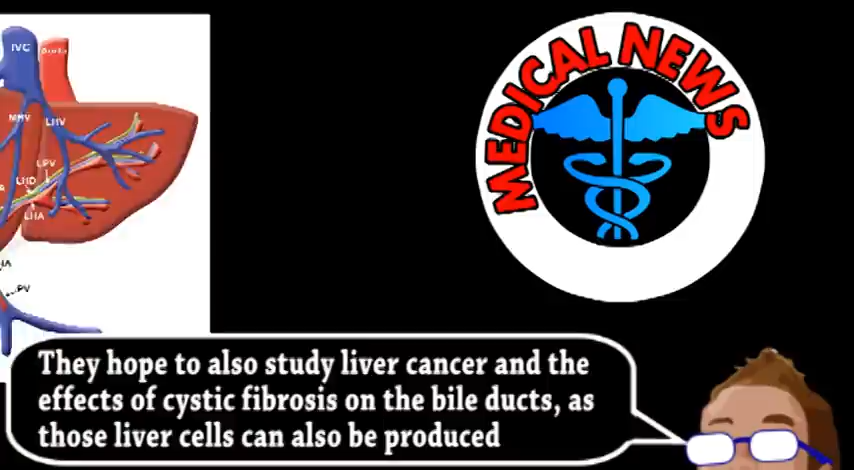 IVC
Aorta
MHV
LHV
LPV
LHD
LHA
PV
MEDICAL NEWS
They hope to also study liver cancer and the
effects of cystic fibrosis on the bile ducts, as
those liver cells can also be produced